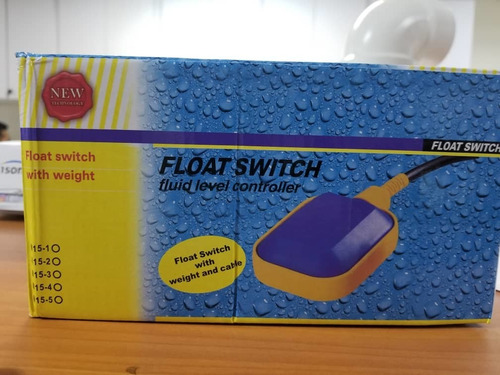 NEW
TECHNOLOGY
Float switch
with weight
15-1
15-2
15-3
15-4
15-5
FLOAT SWITCH
fluid level controller
Float Switch
with
weight and cable
FLOAT SWITCH